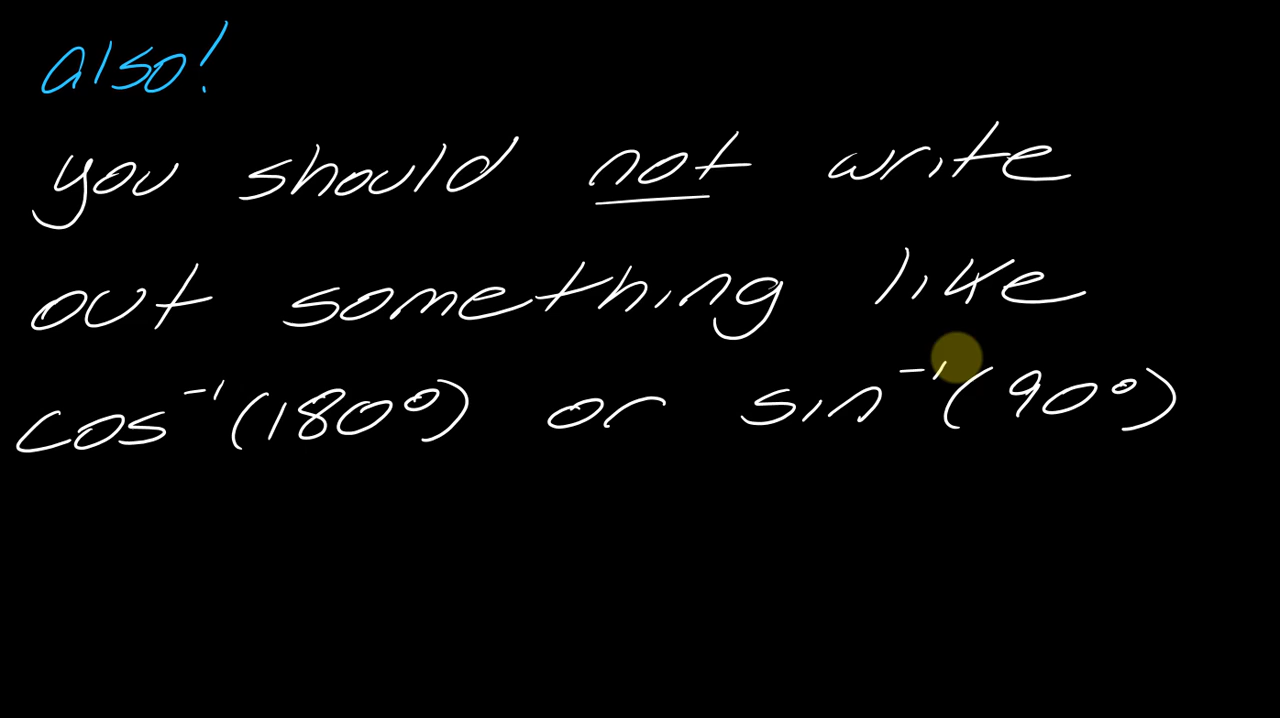 also!
you should not write
out something like
cos⁻¹(180°) or sin⁻¹(90°)